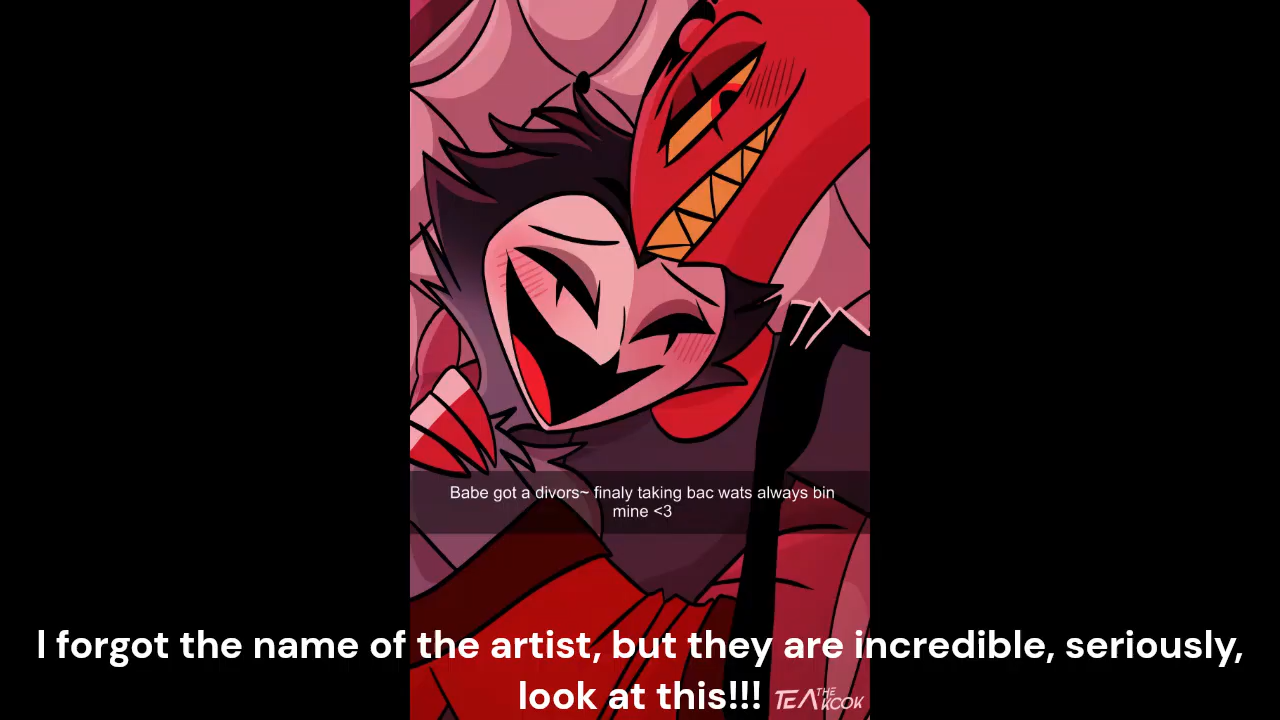 Babe got a divors~ finaly taking bac wats always bin
mine <3
I forgot the name of the artist, but they are incredible, seriously,
look at this!!!
TEA THE KOOK